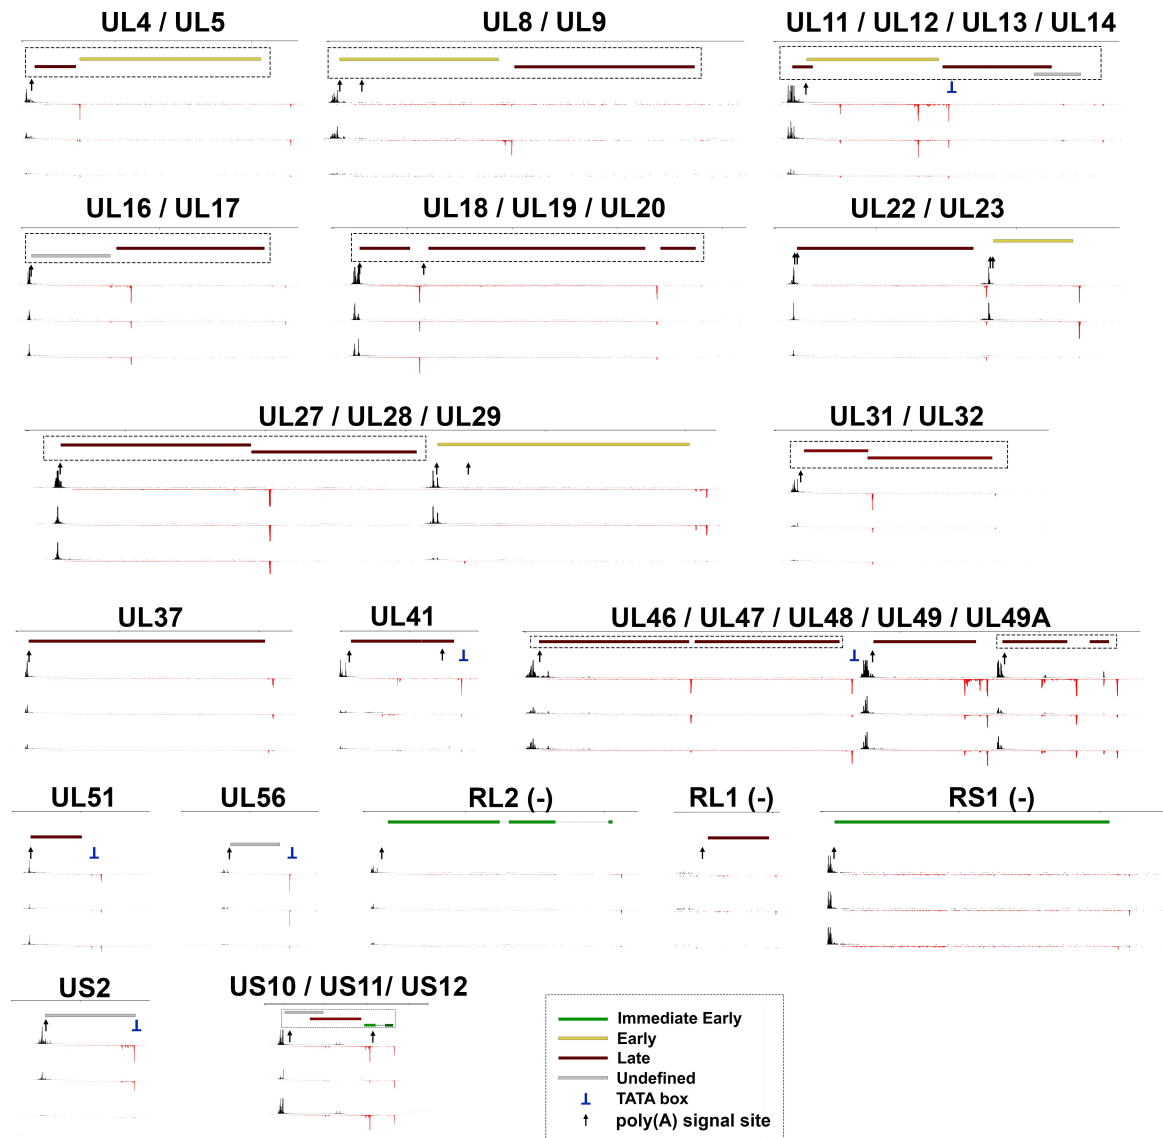 UL4 / UL5
UL8 / UL9
UL11 / UL12 / UL13 / UL14
UL16 / UL17
UL18 / UL19 / UL20
UL22 / UL23
UL27 / UL28 / UL29
UL31 / UL32
UL37
UL41
UL46 / UL47 / UL48 / UL49 / UL49A
UL51
UL56
RL2 (-)
RL1 (-)
RS1 (-)
US2
US10 / US11/ US12
Immediate Early
Early
Late
Undefined
TATA box
poly(A) signal site